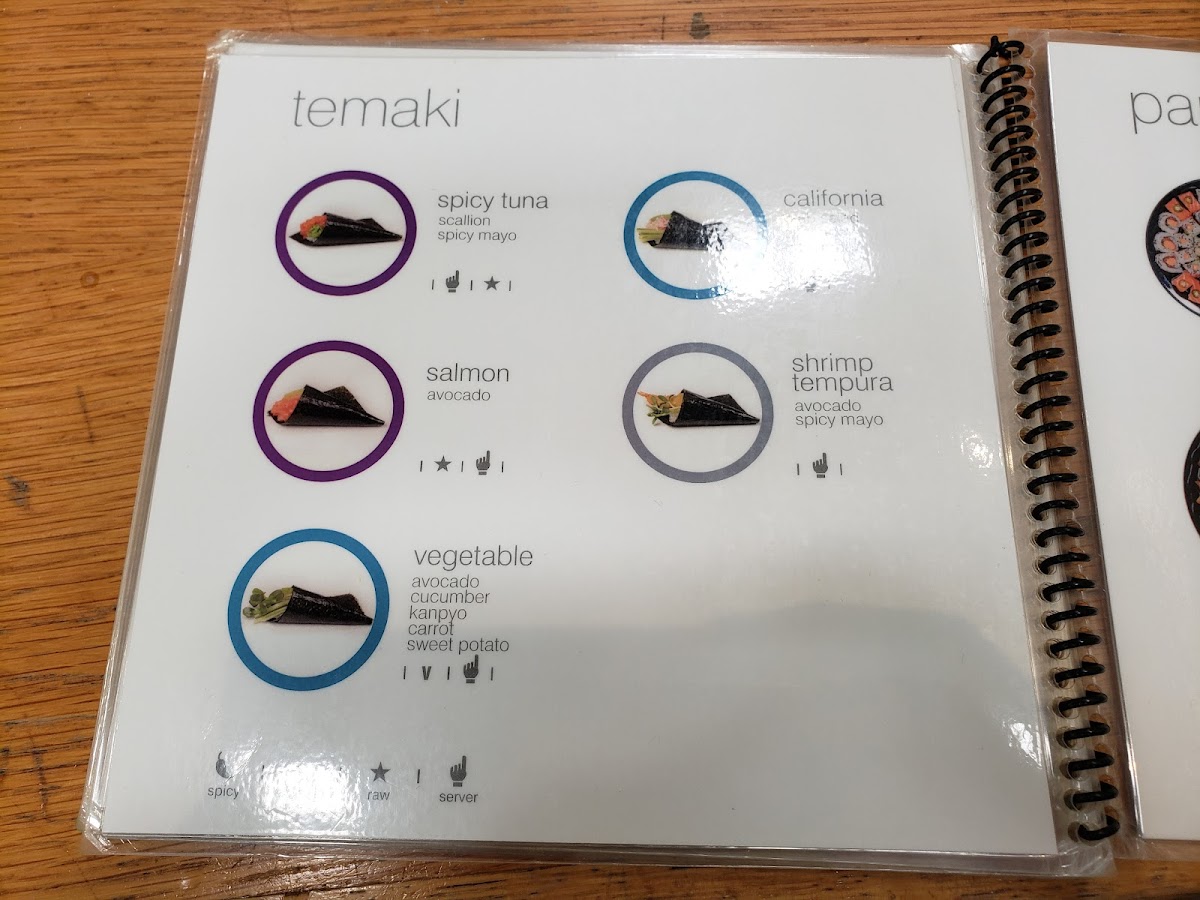 temaki
spicy tuna
scallion
spicy mayo
california
salmon
avocado
shrimp
tempura
avocado
spicy mayo
vegetable
avocado
cucumber
kanpyo
carrot
sweet potato
V
spicy
raw
server
pa